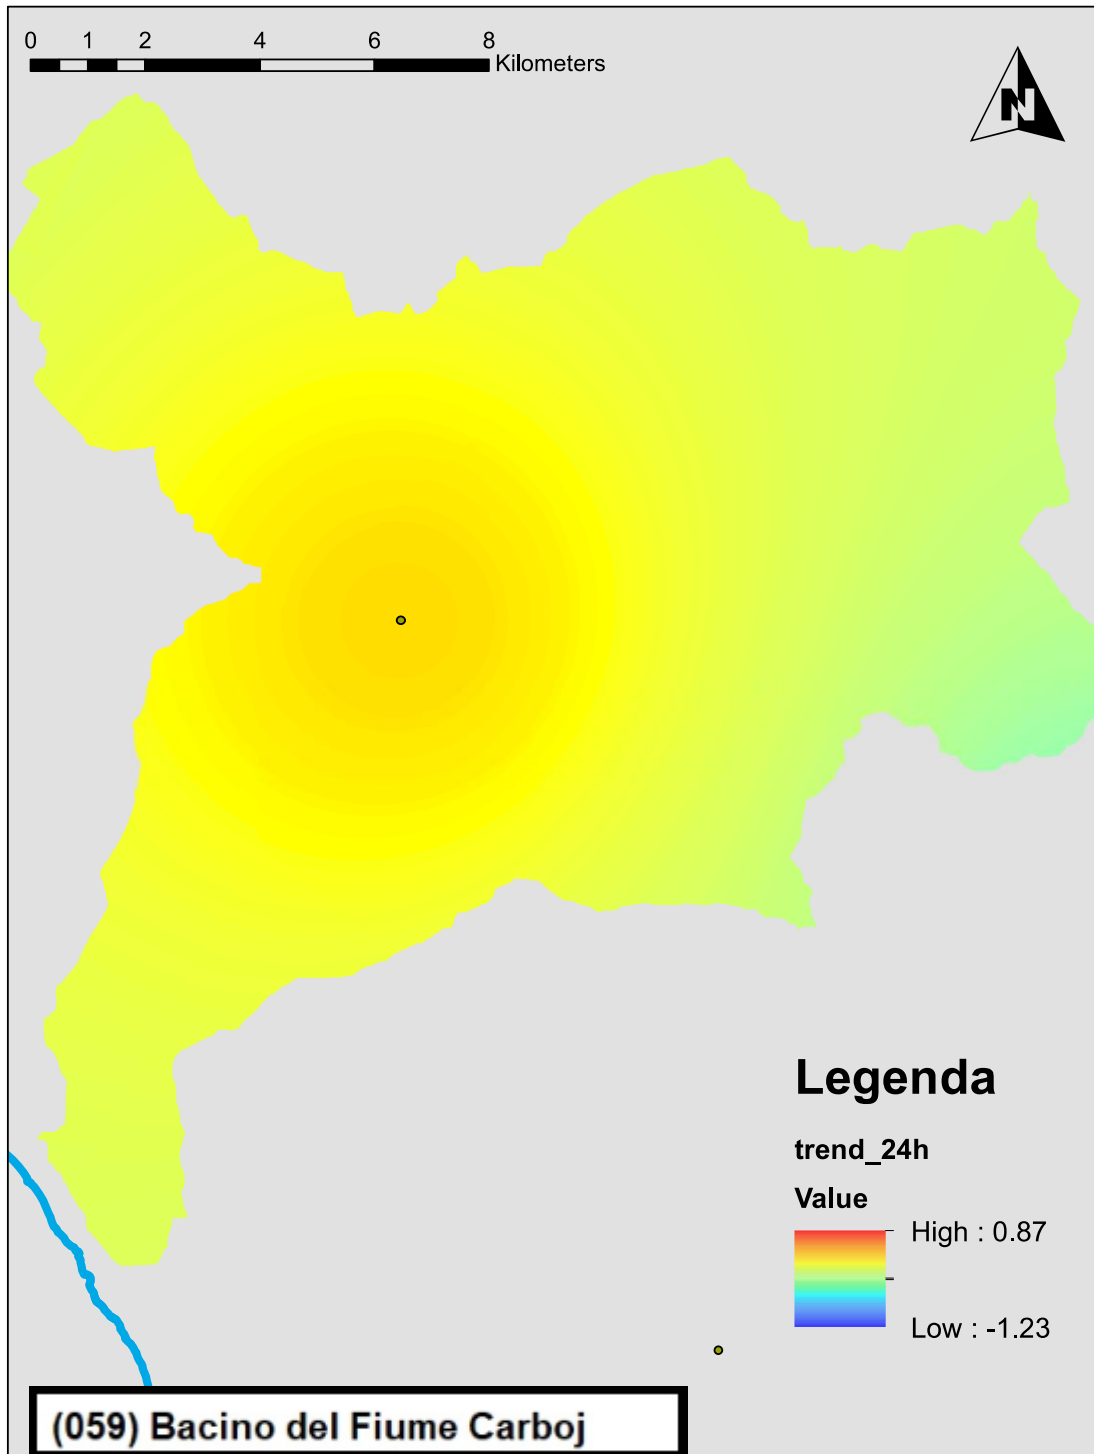 0 1 2 4 6 8
Kilometers
N
Legenda
trend_24h
Value
High : 0.87
Low : -1.23
(059) Bacino del Fiume Carboj